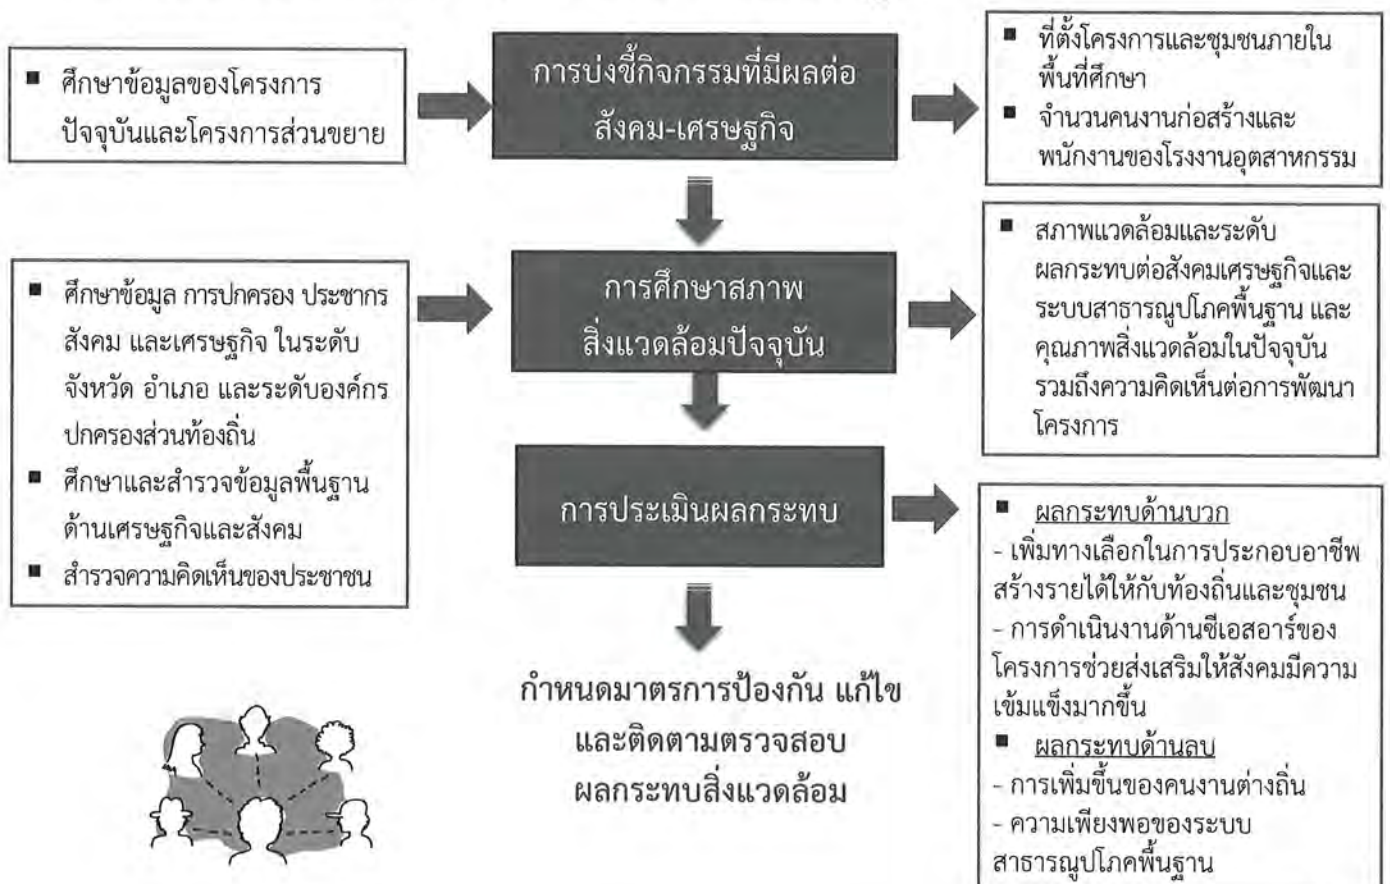 ■ ศึกษาข้อมูลของโครงการ
ปัจจุบันและโครงการส่วนขยาย
การบ่งชี้กิจกรรมที่มีผลต่อ
สังคม-เศรษฐกิจ
■ ที่ตั้งโครงการและชุมชนภายใน
พื้นที่ศึกษา
■ จำนวนคนงานก่อสร้างและ
พนักงานของโรงงานอุตสาหกรรม
■ ศึกษาข้อมูล การปกครอง ประชากร
สังคม และเศรษฐกิจ ในระดับ
จังหวัด อำเภอ และระดับองค์กร
ปกครองส่วนท้องถิ่น
■ ศึกษาและสำรวจข้อมูลพื้นฐาน
ด้านเศรษฐกิจและสังคม
■ สำรวจความคิดเห็นของประชาชน
การศึกษาสภาพ
สิ่งแวดล้อมปัจจุบัน
■ สภาพแวดล้อมและระดับ
ผลกระทบต่อสังคมเศรษฐกิจและ
ระบบสาธารณูปโภคพื้นฐาน และ
คุณภาพสิ่งแวดล้อมในปัจจุบัน
รวมถึงความคิดเห็นต่อการพัฒนา
โครงการ
การประเมินผลกระทบ
■ ผลกระทบด้านบวก
- เพิ่มทางเลือกในการประกอบอาชีพ
สร้างรายได้ให้กับท้องถิ่นและชุมชน
- การดำเนินงานด้านซีเอสอาร์ของ
โครงการช่วยส่งเสริมให้สังคมมีความ
เข้มแข็งมากขึ้น
■ ผลกระทบด้านลบ
- การเพิ่มขึ้นของคนงานต่างถิ่น
- ความเพียงพอของระบบ
สาธารณูปโภคพื้นฐาน
กำหนดมาตรการป้องกัน แก้ไข
และติดตามตรวจสอบ
ผลกระทบสิ่งแวดล้อม